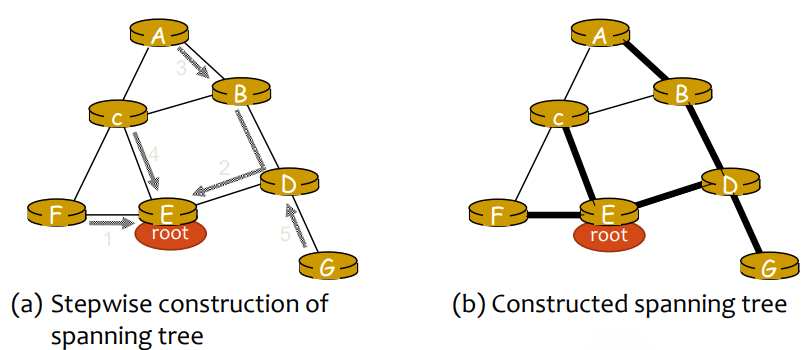 A
3
B
c
4
2
D
F
E
1
root
5
G
(a) Stepwise construction of
spanning tree
A
B
c
D
F
E
root
G
(b) Constructed spanning tree